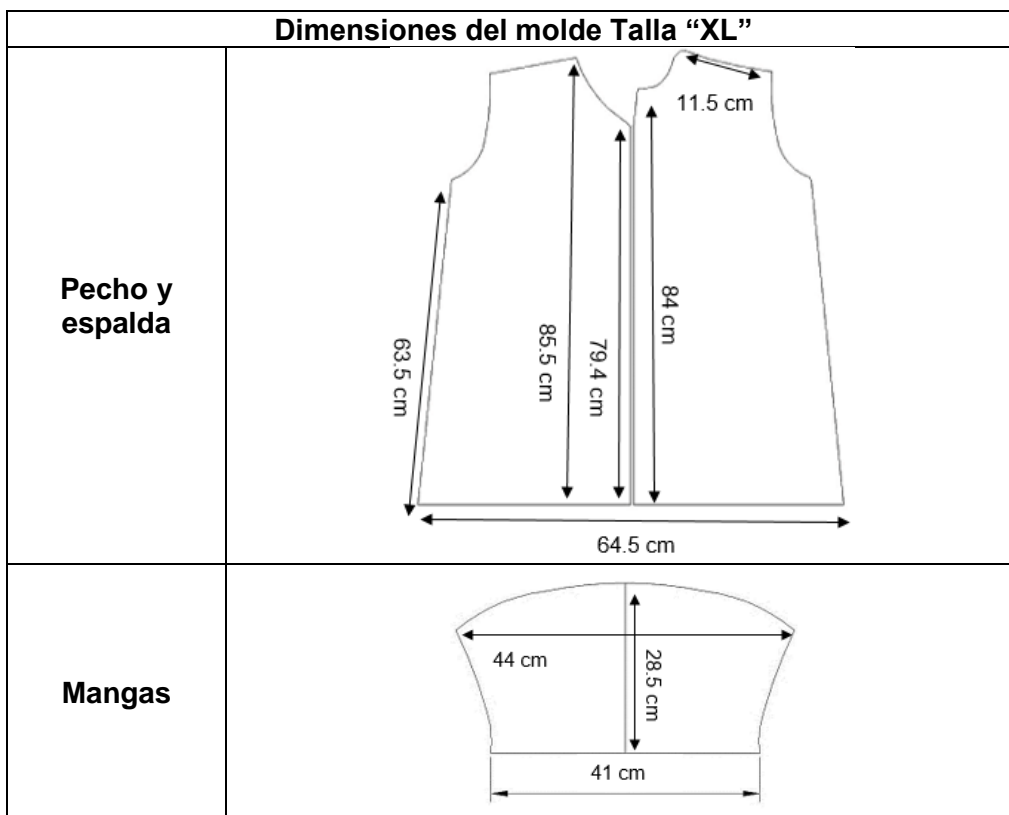 Dimensiones del molde Talla “XL”
Pecho y
espalda
11.5 cm
63.5 cm
85.5 cm
79.4 cm
84 cm
64.5 cm
Mangas
44 cm
28.5 cm
41 cm